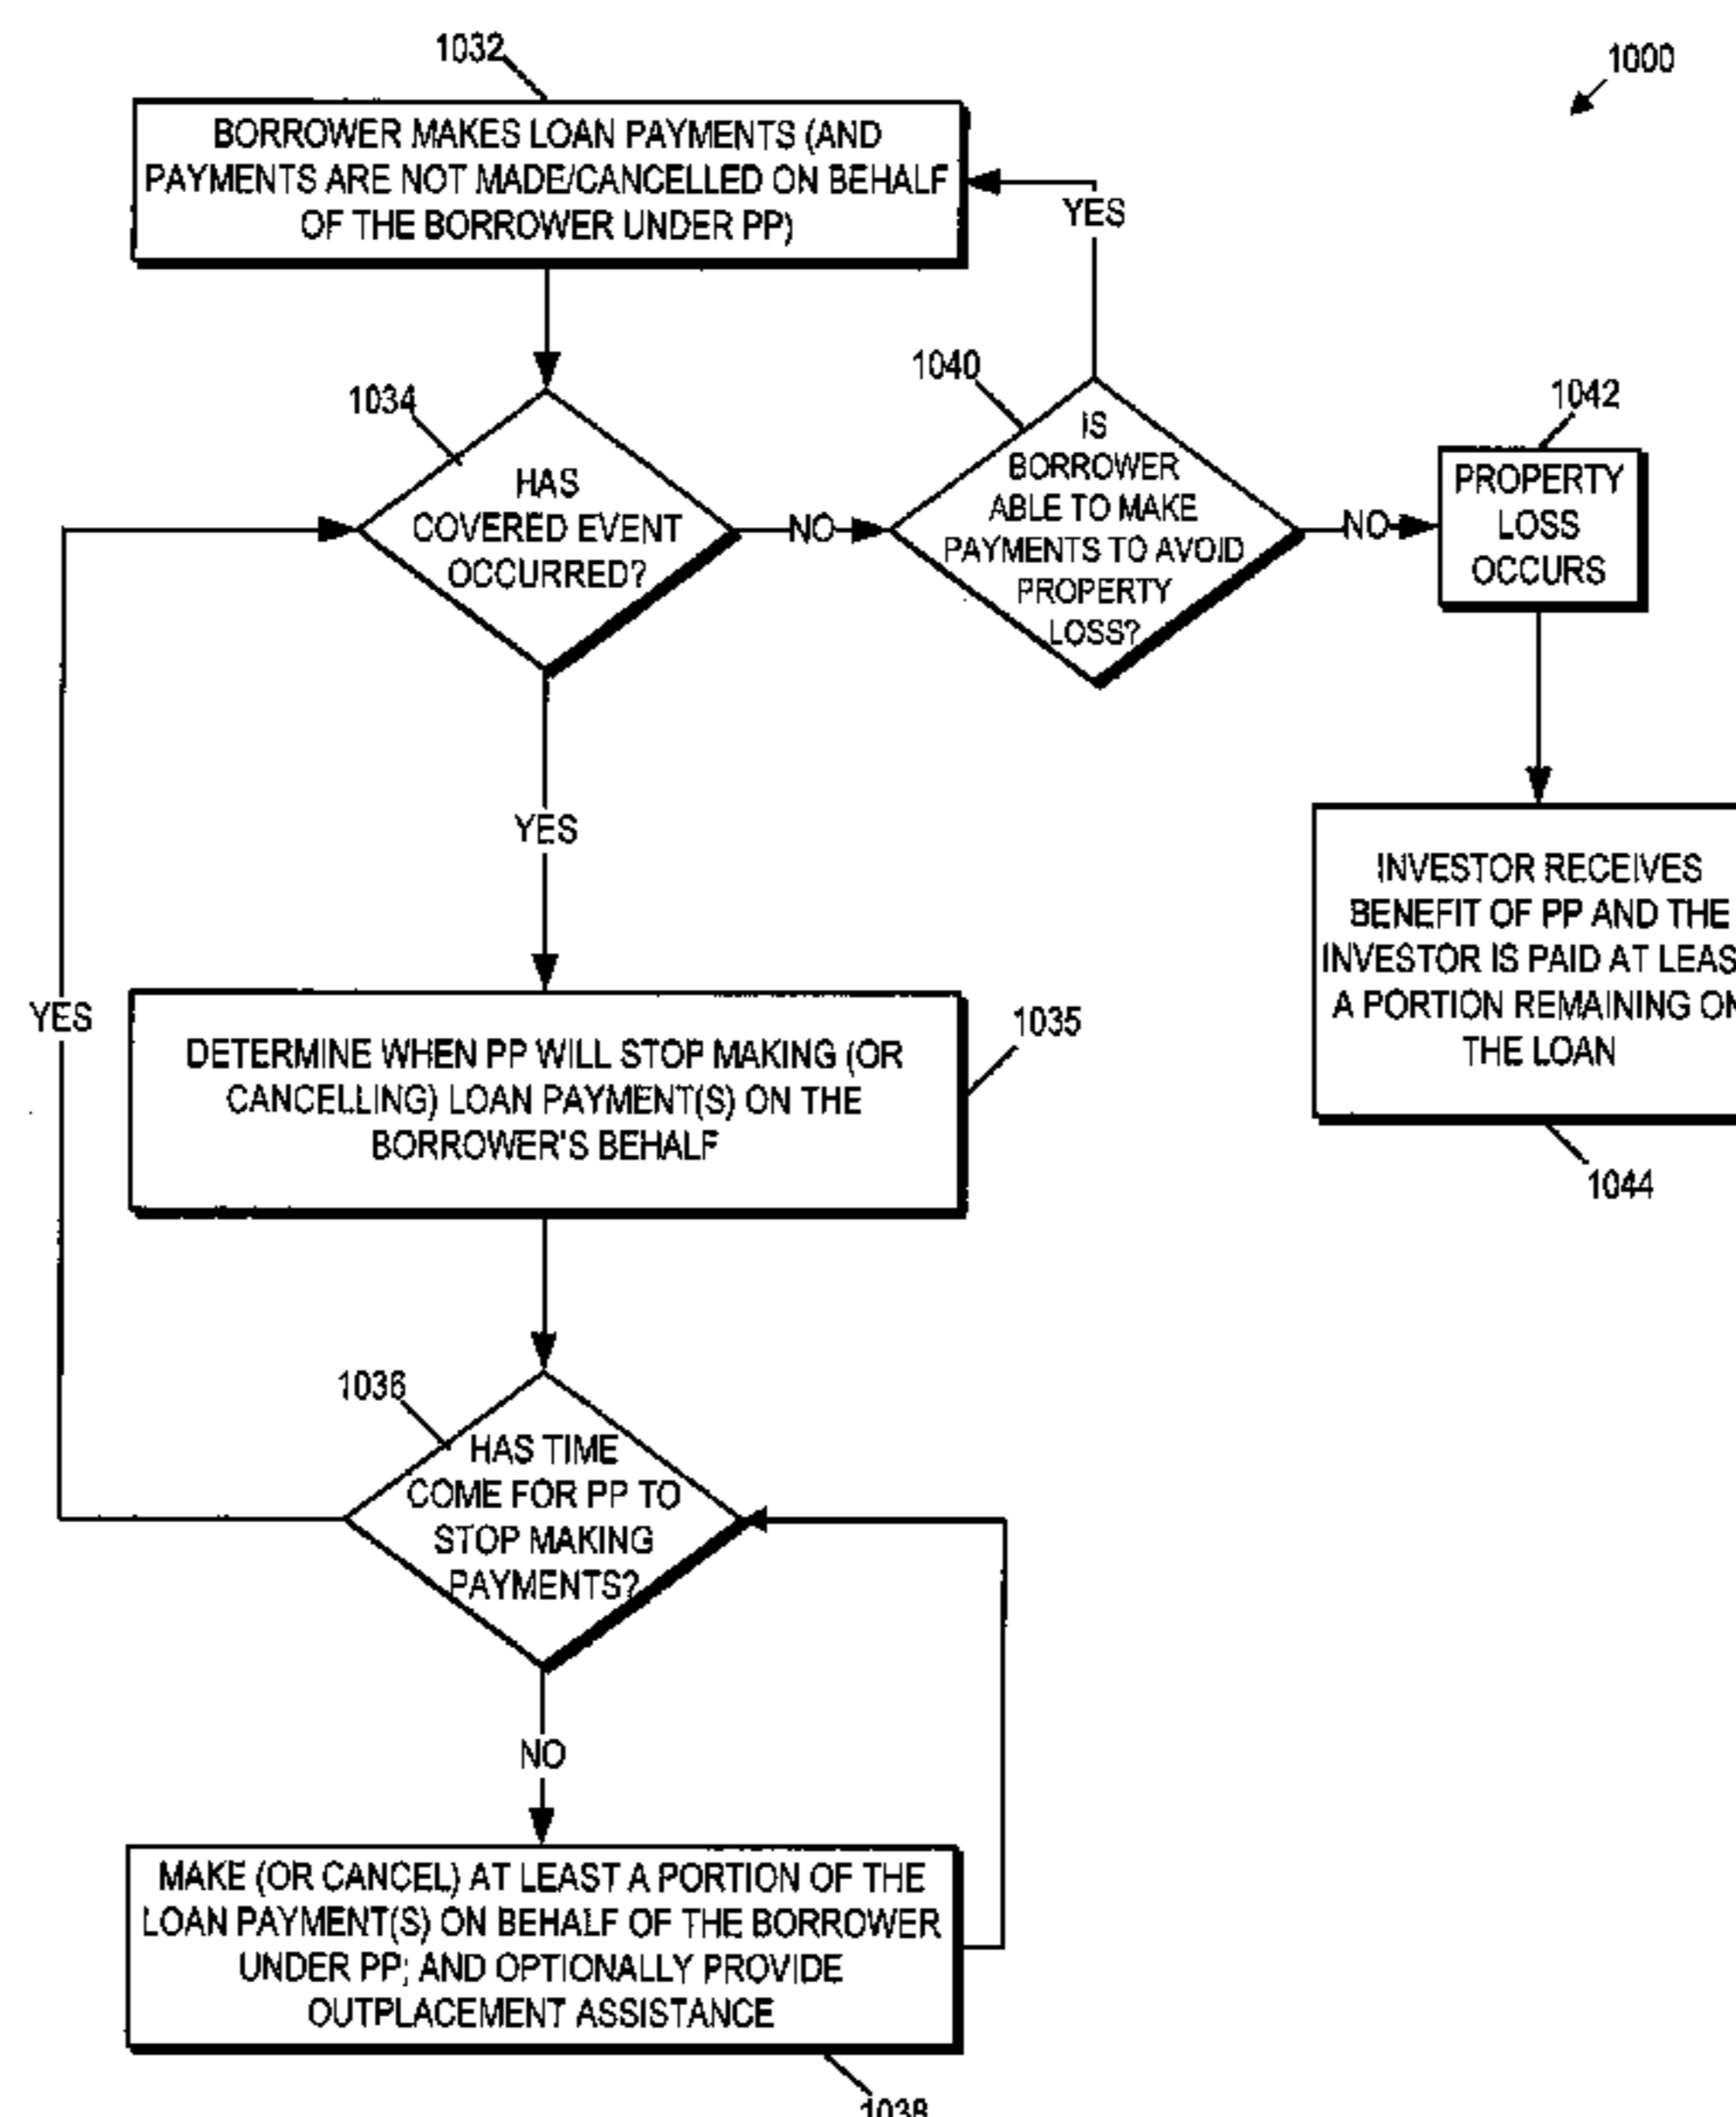 1032
1000
BORROWER MAKES LOAN PAYMENTS (AND
PAYMENTS ARE NOT MADE/CANCELLED ON BEHALF
OF THE BORROWER UNDER PP)
YES
1034
HAS
COVERED EVENT
OCCURRED?
NO
1040
IS
BORROWER
ABLE TO MAKE
PAYMENTS TO AVOID
PROPERTY
LOSS?
NO
1042
PROPERTY
LOSS
OCCURS
YES
INVESTOR RECEIVES
BENEFIT OF PP AND THE
INVESTOR IS PAID AT LEAS
A PORTION REMAINING ON
THE LOAN
1044
YES
DETERMINE WHEN PP WILL STOP MAKING (OR
CANCELLING) LOAN PAYMENT(S) ON THE
BORROWER'S BEHALF
1035
1036
HAS TIME
COME FOR PP TO
STOP MAKING
PAYMENTS?
NO
MAKE (OR CANCEL) AT LEAST A PORTION OF THE
LOAN PAYMENT(S) ON BEHALF OF THE BORROWER
UNDER PP; AND OPTIONALLY PROVIDE
OUTPLACEMENT ASSISTANCE
1038